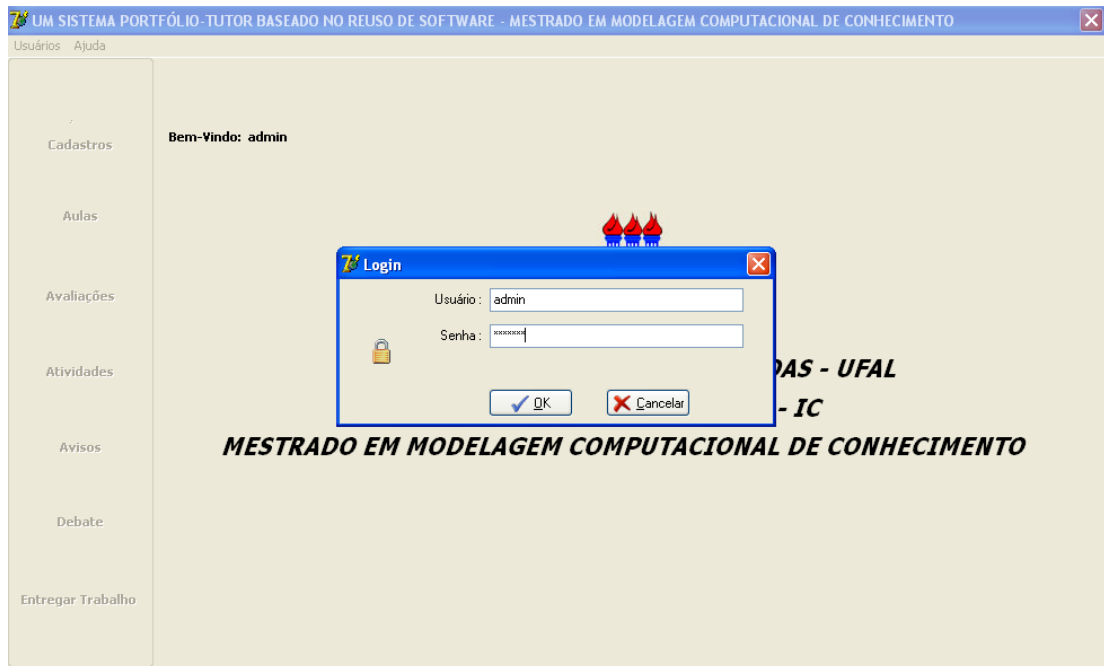 UM SISTEMA PORTFÓLIO-TUTOR BASEADO NO REUSO DE SOFTWARE - MESTRADO EM MODELAGEM COMPUTACIONAL DE CONHECIMENTO
Usuários Ajuda
Cadastros
Bem-Vindo: admin
Aulas
Login
Avaliações
Usuário : admin
Senha : xxxxxxx
Atividades
DAS - UFAL
OK Cancelar
- IC
Avisos
MESTRADO EM MODELAGEM COMPUTACIONAL DE CONHECIMENTO
Debate
Entregar Trabalho